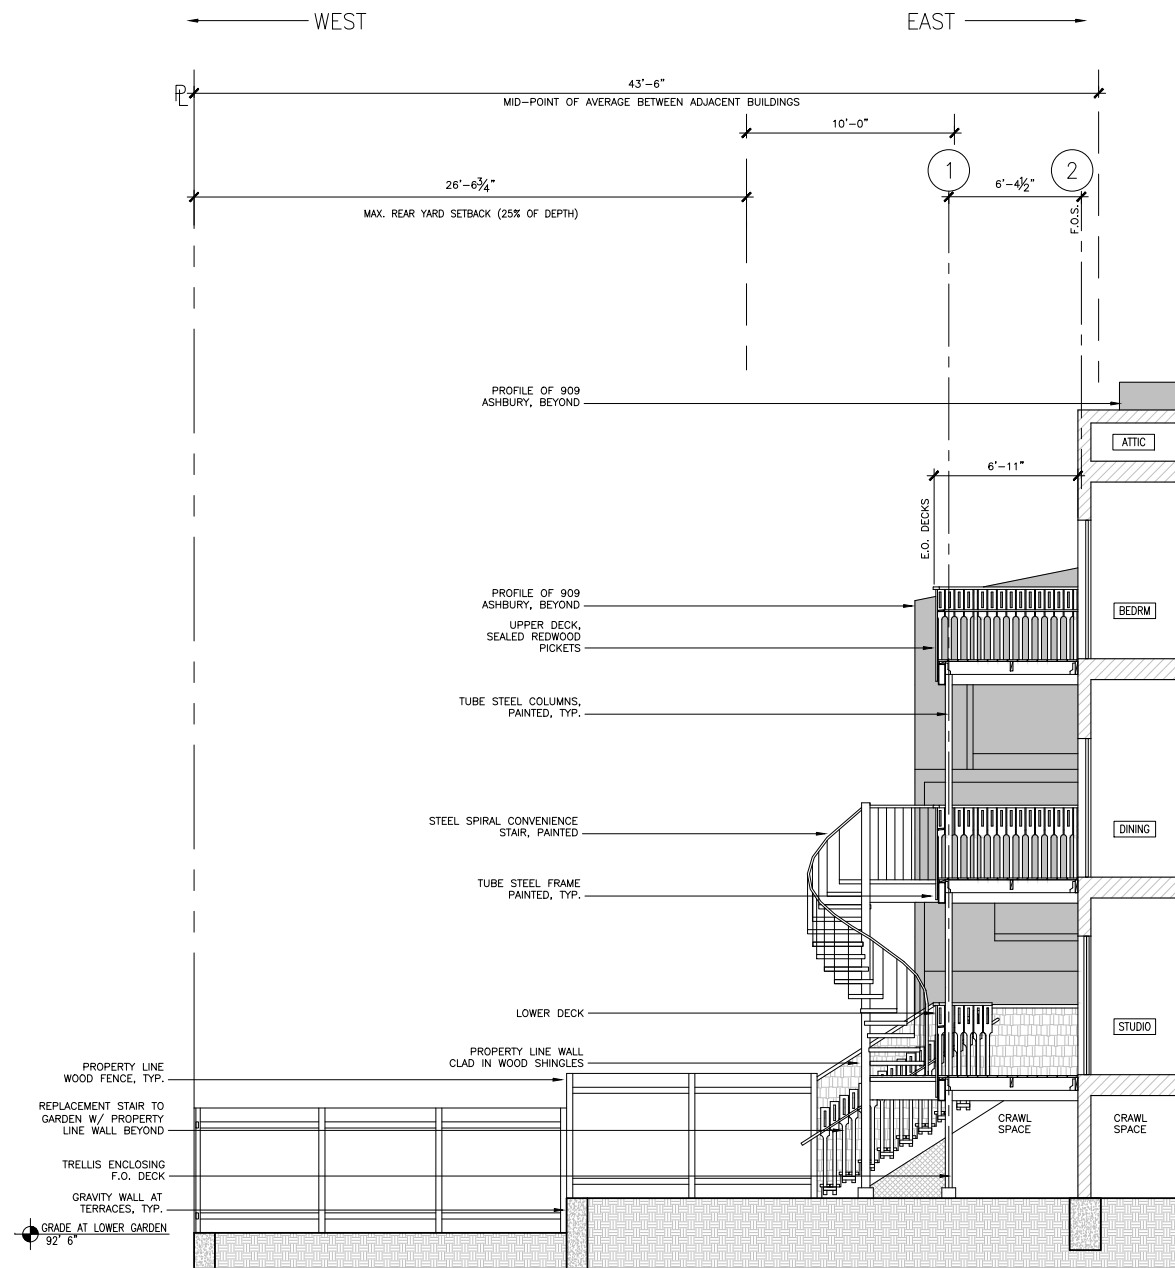 WEST
EAST
PL
43'-6"
MID-POINT OF AVERAGE BETWEEN ADJACENT BUILDINGS
10'-0"
1
2
26'-6¾"
6'-4½"
MAX. REAR YARD SETBACK (25% OF DEPTH)
F.O.S.
PROFILE OF 909
ASHBURY, BEYOND
ATTIC
6'-11"
E.O. DECKS
PROFILE OF 909
ASHBURY, BEYOND
BEDRM
UPPER DECK,
SEALED REDWOOD
PICKETS
TUBE STEEL COLUMNS,
PAINTED, TYP.
STEEL SPIRAL CONVENIENCE
STAIR, PAINTED
DINING
TUBE STEEL FRAME
PAINTED, TYP.
LOWER DECK
STUDIO
PROPERTY LINE WALL
CLAD IN WOOD SHINGLES
PROPERTY LINE
WOOD FENCE, TYP.
REPLACEMENT STAIR TO
GARDEN W/ PROPERTY
LINE WALL BEYOND
CRAWL
SPACE
CRAWL
SPACE
TRELLIS ENCLOSING
F.O. DECK
GRAVITY WALL AT
TERRACES, TYP.
GRADE AT LOWER GARDEN
92' 6"